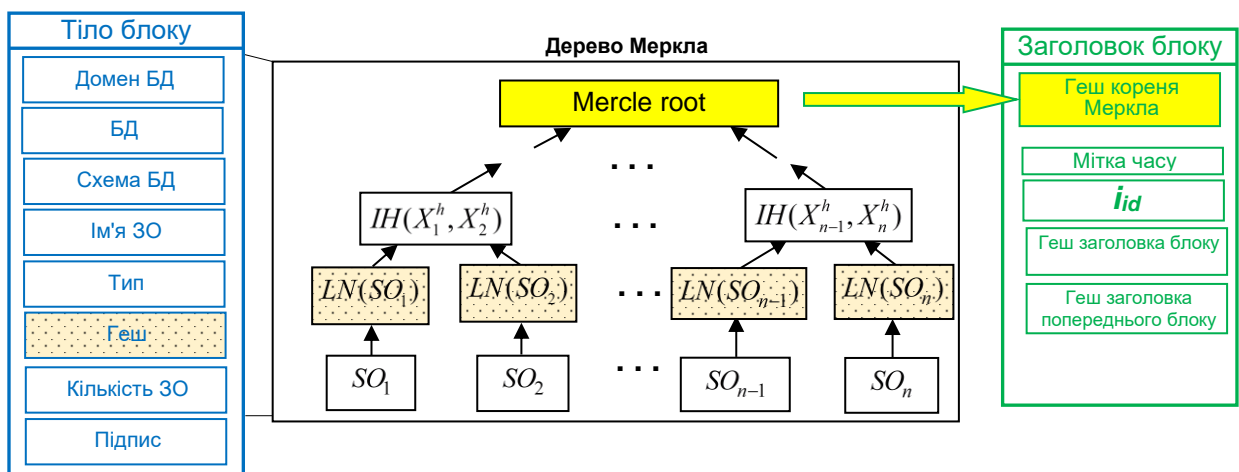 Тіло блоку
Домен БД
БД
Схема БД
Ім'я ЗО
Тип
Геш
Кількість ЗО
Підпис
Дерево Меркла
Mercle root
. . .
IH(X₁ʰ, X₂ʰ) . . . IH(Xₙ₋₁ʰ, Xₙʰ)
LN(SO₁) LN(SO₂) . . . LN(SOₙ₋₁) LN(SOₙ)
SO₁ SO₂ . . . SOₙ₋₁ SOₙ
Заголовок блоку
Геш кореня
Меркла
Мітка часу
i_id
Геш заголовка блоку
Геш заголовка
попереднього блоку